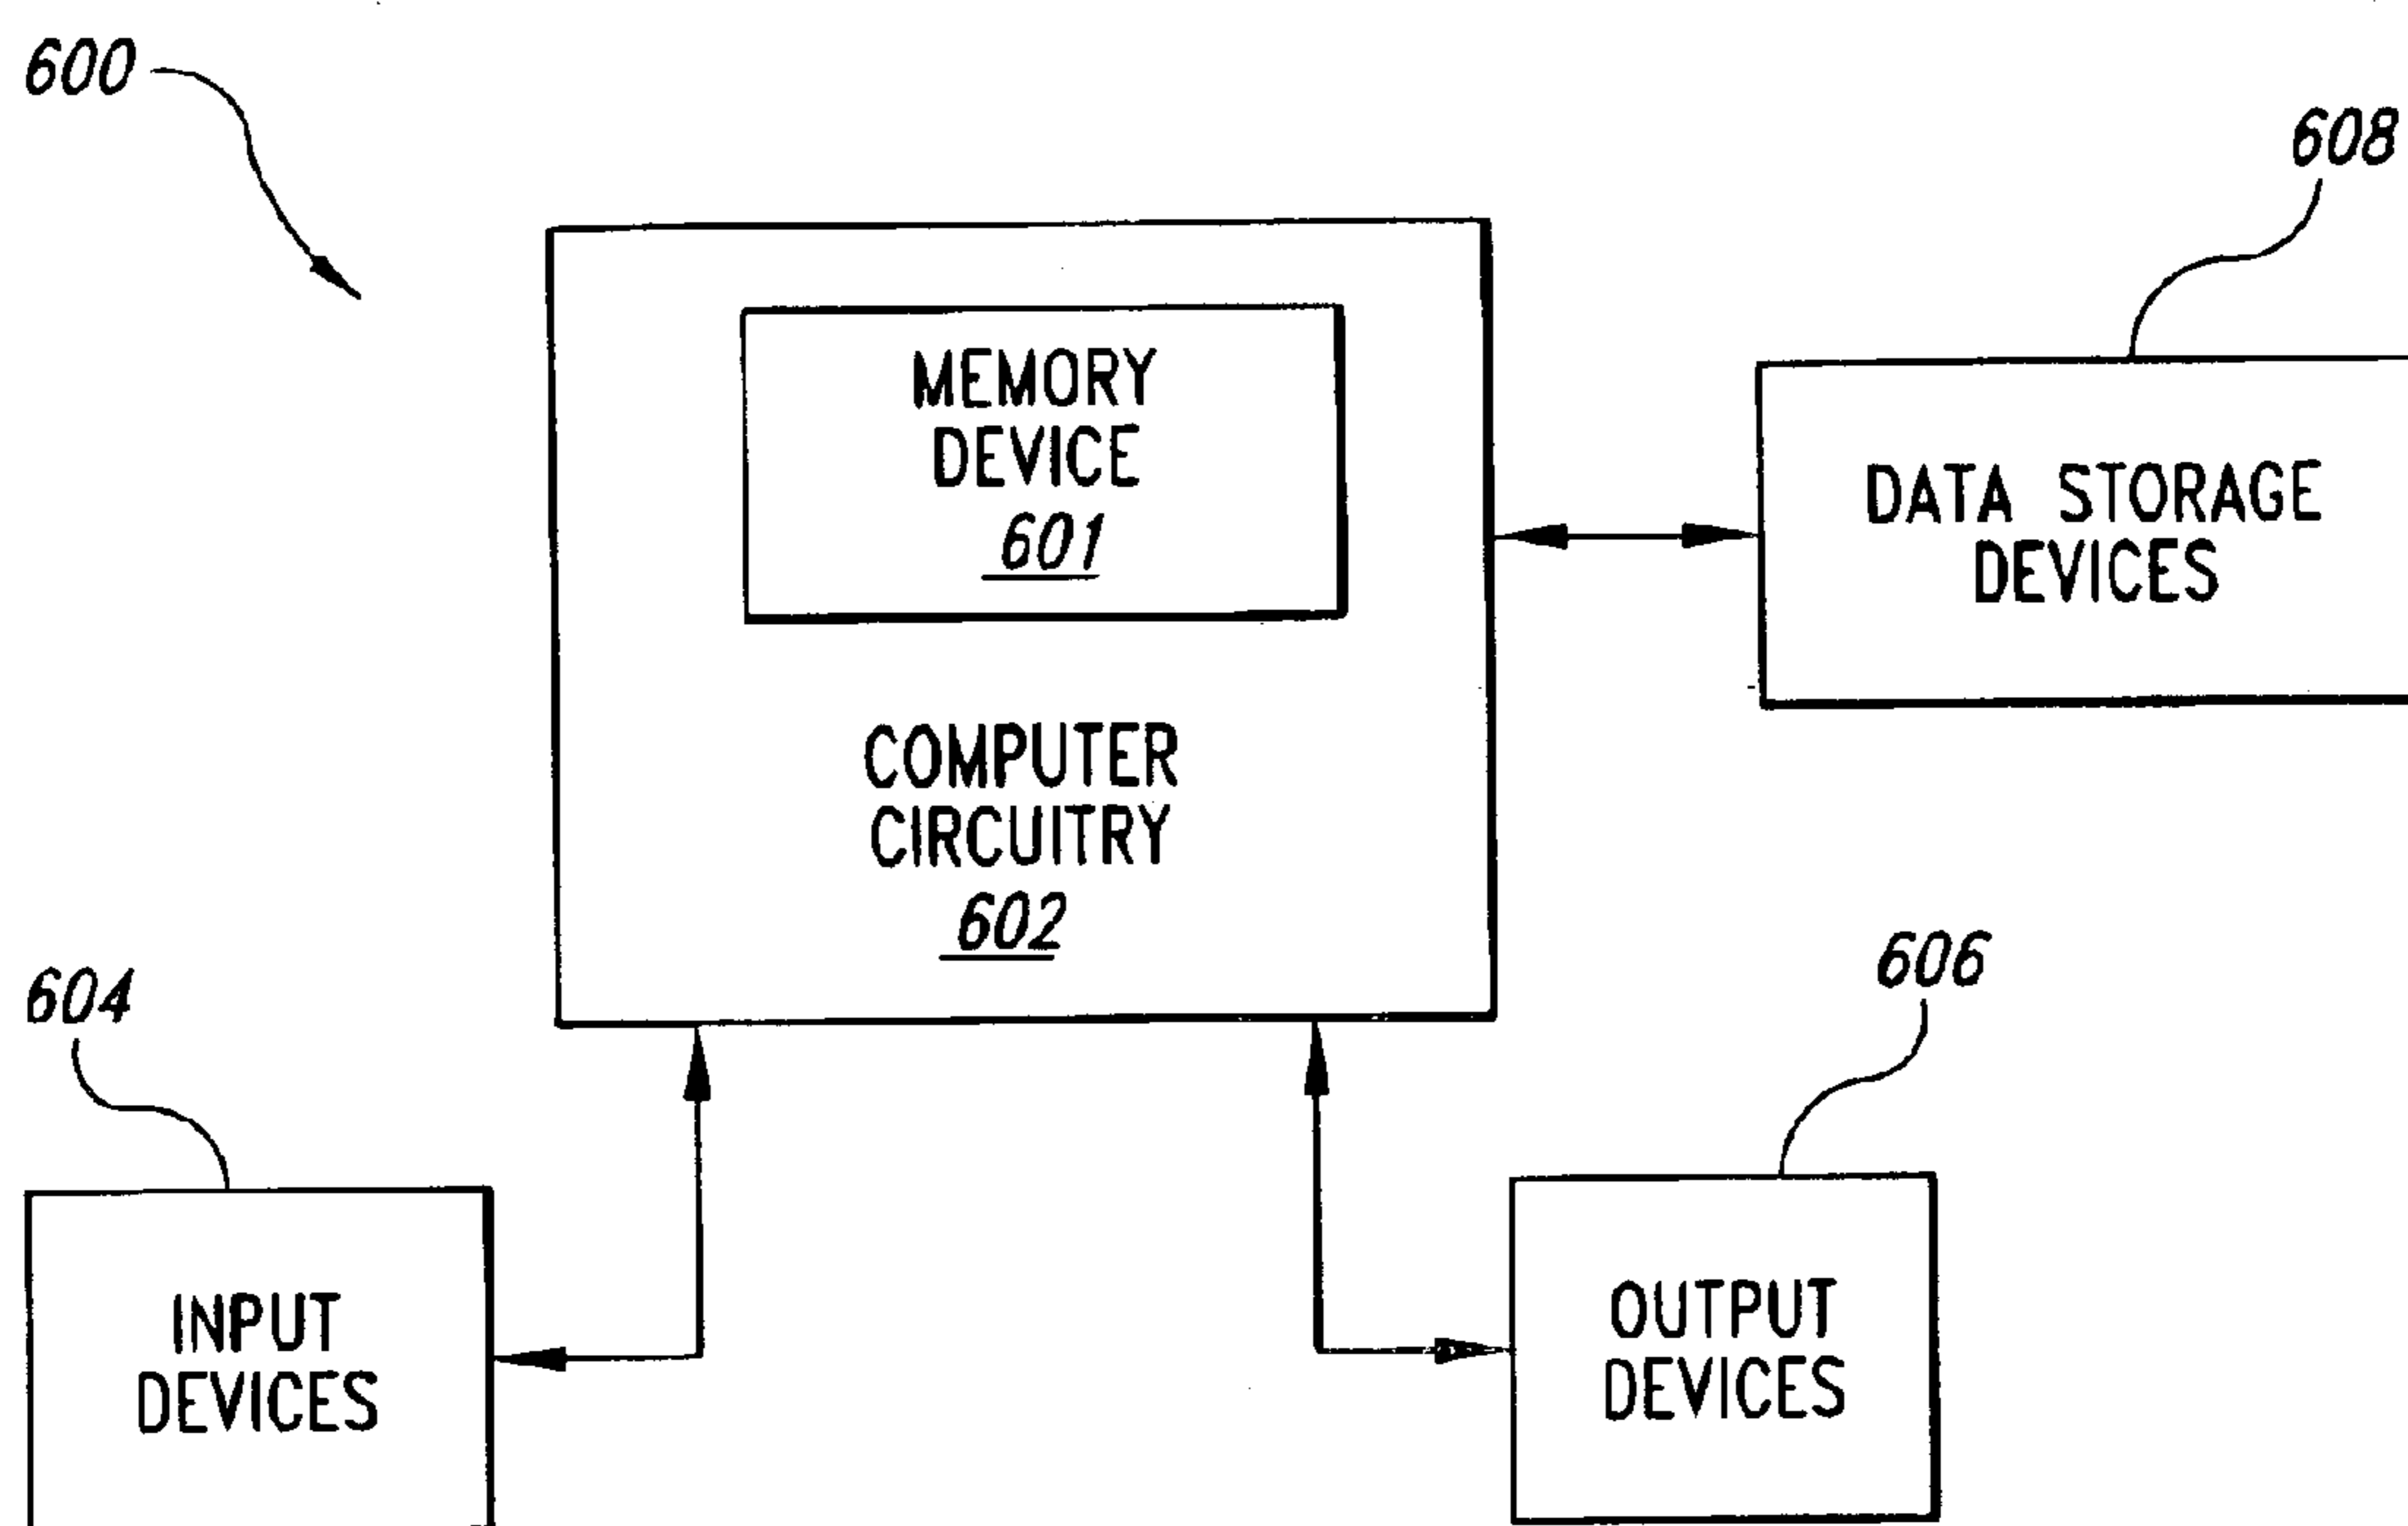 600
608
MEMORY
DEVICE
601
DATA STORAGE
DEVICES
COMPUTER
CIRCUITRY
602
604
606
INPUT
DEVICES
OUTPUT
DEVICES